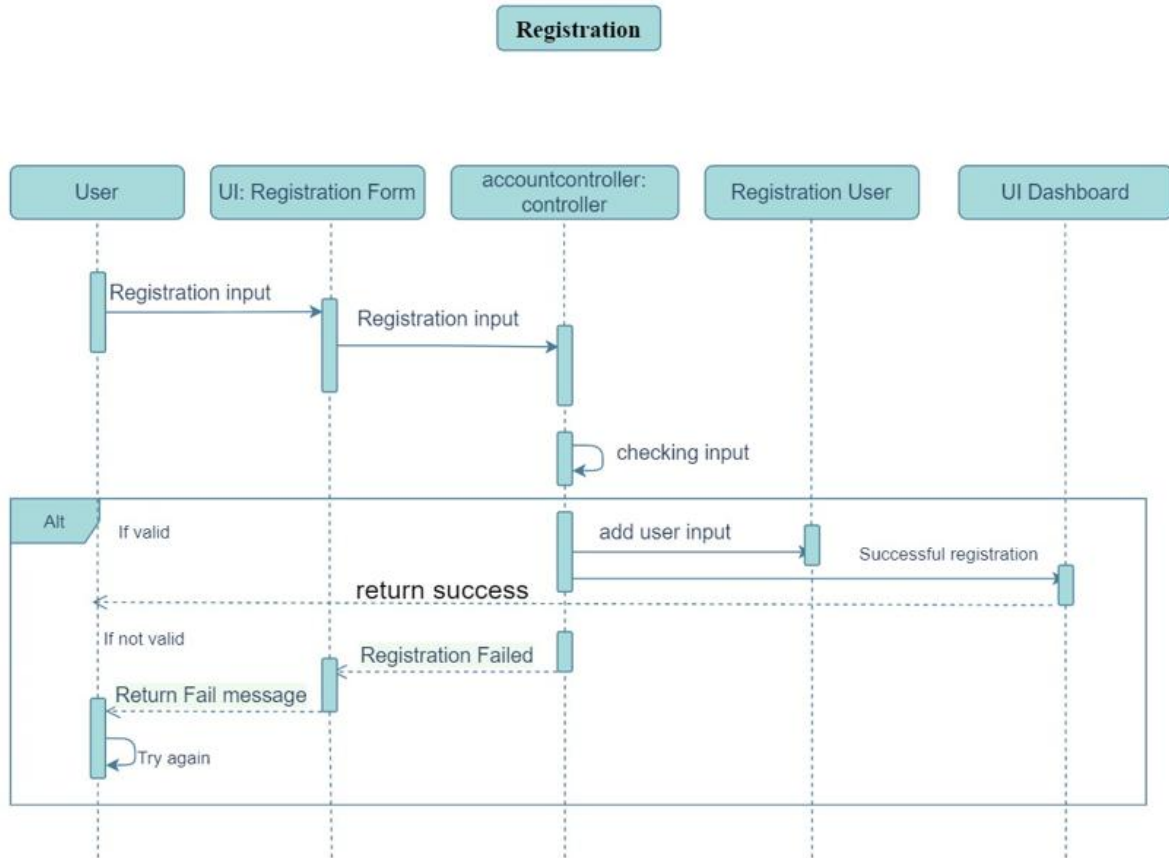 Registration
User
UI: Registration Form
accountcontroller:
controller
Registration User
UI Dashboard
Registration input
Registration input
checking input
Alt
If valid
add user input
Successful registration
return success
If not valid
Registration Failed
Return Fail message
Try again